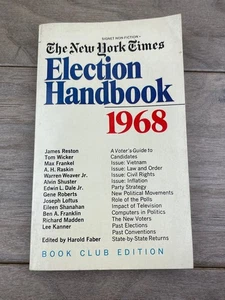 SIGNET NON FICTION
The New York Times
Election
Handbook
1968
James Reston
Tom Wicker
Max Frankel
A. H. Raskin
Warren Weaver Jr.
Alvin Shuster
Edwin L. Dale Jr.
Gene Roberts
Joseph Loftus
Eileen Shanahan
Ben A. Franklin
Richard Madden
Lee Kanner
Edited by Harold Faber
A Voter's Guide to
Candidates
Issue: Vietnam
Issue: Law and Order
Issue: Civil Rights
Issue: Inflation
Party Strategy
New Political Movements
Role of the Polls
Impact of Television
Computers in Politics
The New Voters
Past Elections
Past Conventions
State-by-State Returns
BOOK CLUB EDITION